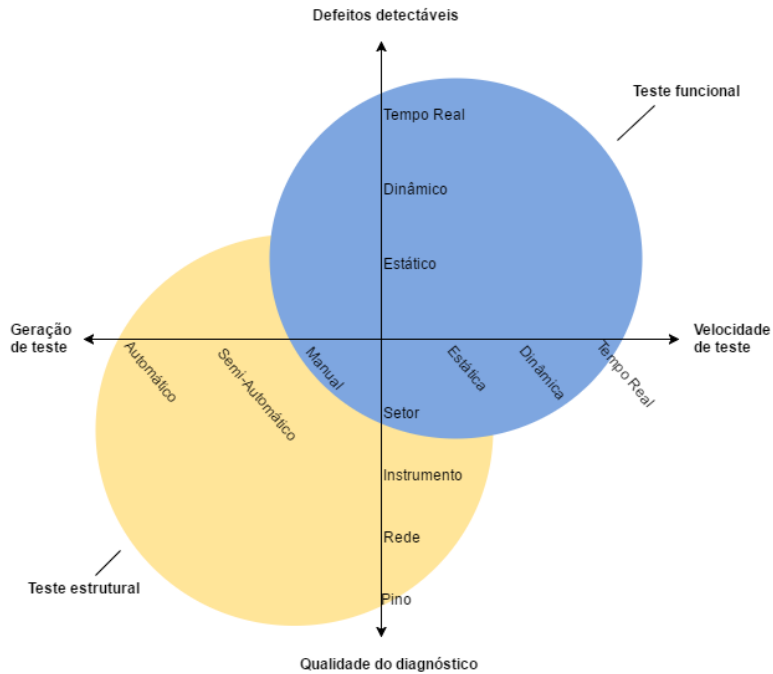 Defeitos detectáveis
Teste funcional
Tempo Real
Dinâmico
Estático
Geração
de teste
Velocidade
de teste
Automático
Semi-Automático
Manual
Estática
Dinâmica
Tempo Real
Setor
Instrumento
Rede
Teste estrutural
Pino
Qualidade do diagnóstico